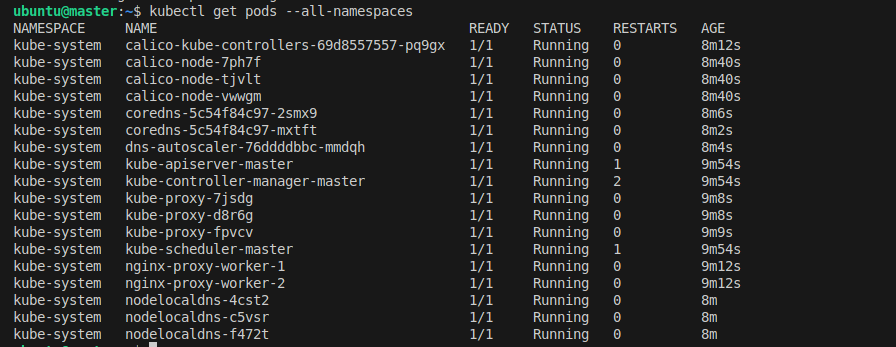 ubuntu@master:~$ kubectl get pods --all-namespaces
NAMESPACE NAME READY STATUS RESTARTS AGE
kube-system calico-kube-controllers-69d8557557-pq9gx 1/1 Running 0 8m12s
kube-system calico-node-7ph7f 1/1 Running 0 8m40s
kube-system calico-node-tjvlt 1/1 Running 0 8m40s
kube-system calico-node-vwwgm 1/1 Running 0 8m40s
kube-system coredns-5c54f84c97-2smx9 1/1 Running 0 8m6s
kube-system coredns-5c54f84c97-mxtft 1/1 Running 0 8m2s
kube-system dns-autoscaler-76ddddbbc-mmdqh 1/1 Running 0 8m4s
kube-system kube-apiserver-master 1/1 Running 1 9m54s
kube-system kube-controller-manager-master 1/1 Running 2 9m54s
kube-system kube-proxy-7jsdg 1/1 Running 0 9m8s
kube-system kube-proxy-d8r6g 1/1 Running 0 9m8s
kube-system kube-proxy-fpvcv 1/1 Running 0 9m9s
kube-system kube-scheduler-master 1/1 Running 1 9m54s
kube-system nginx-proxy-worker-1 1/1 Running 0 9m12s
kube-system nginx-proxy-worker-2 1/1 Running 0 9m12s
kube-system nodelocaldns-4cst2 1/1 Running 0 8m
kube-system nodelocaldns-c5vsr 1/1 Running 0 8m
kube-system nodelocaldns-f472t 1/1 Running 0 8m